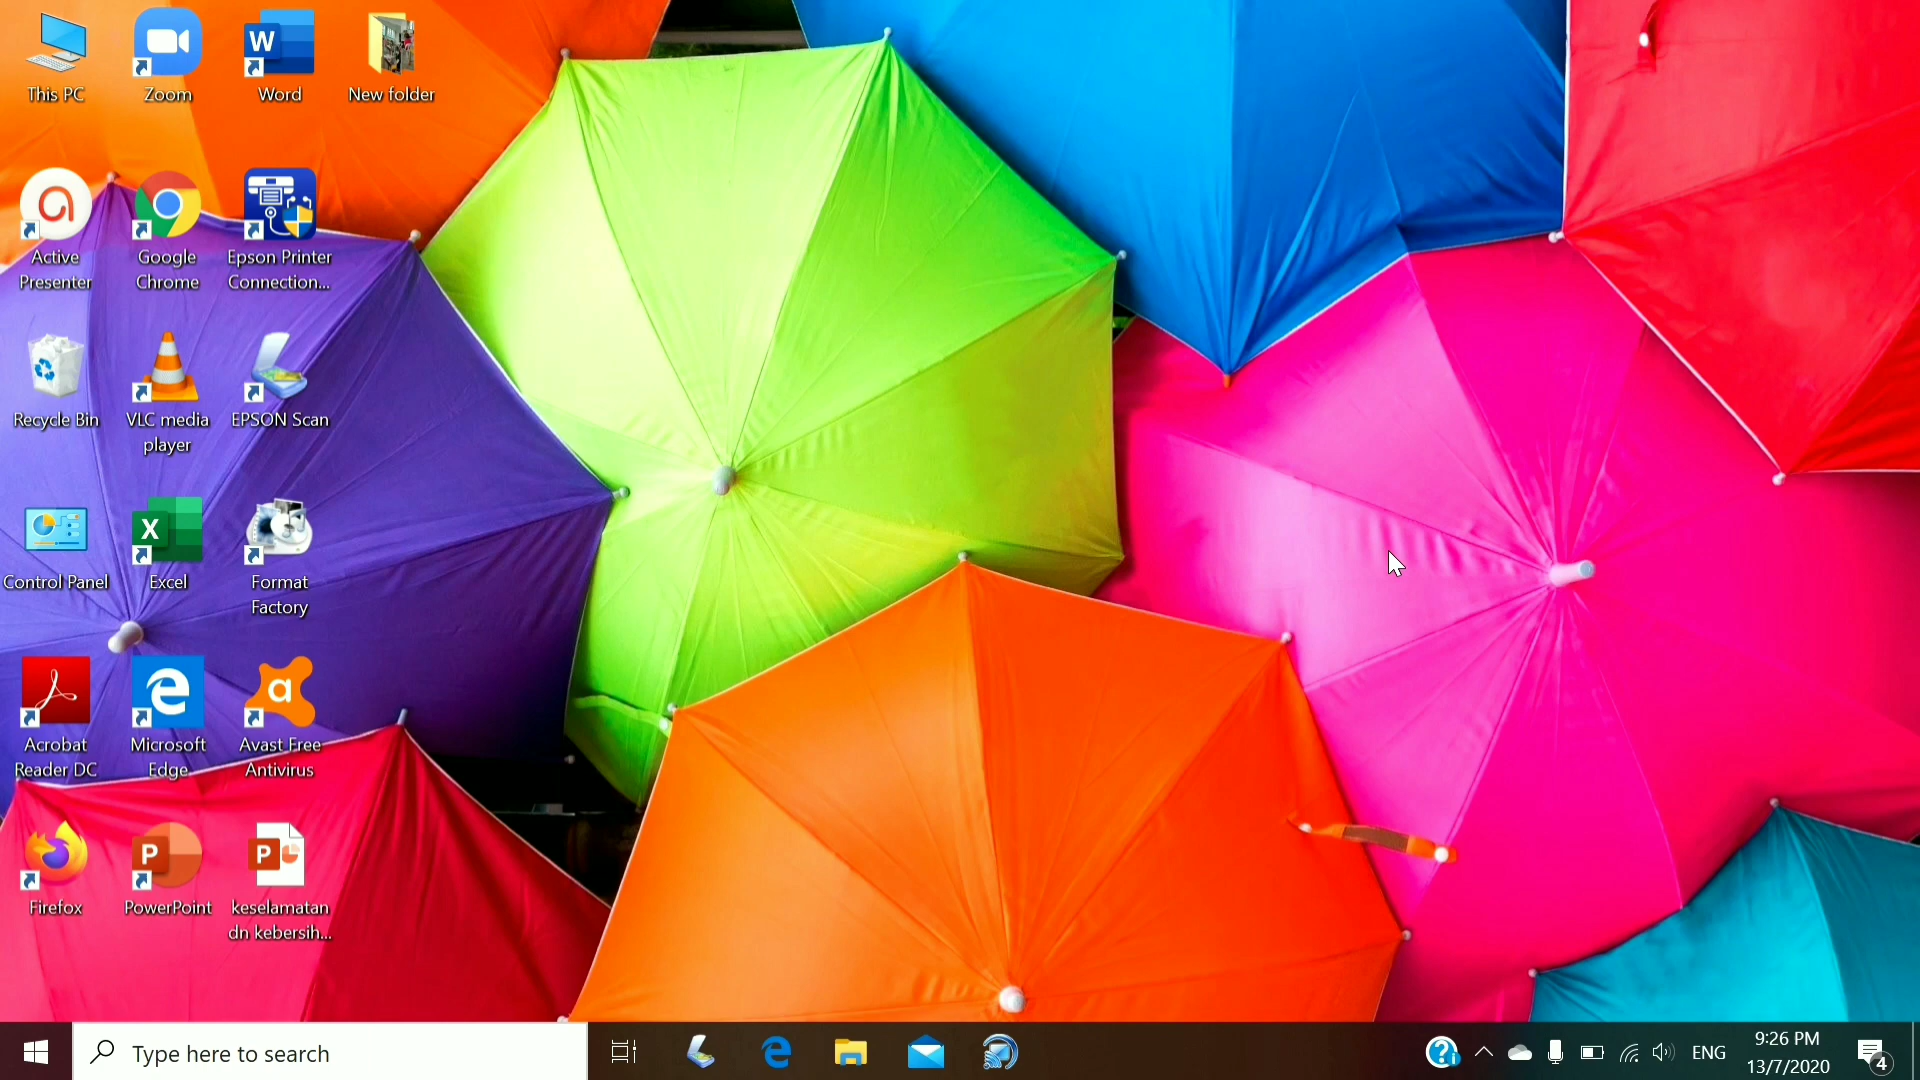 This PC
Zoom
Word
New folder
Active
Presenter
Google
Chrome
Epson Printer
Connection...
Recycle Bin
VLC media
player
EPSON Scan
Control Panel
Excel
Format
Factory
Acrobat
Reader DC
Microsoft
Edge
Avast Free
Antivirus
Firefox
PowerPoint
keselamatan
dn kebersih...
Type here to search
ENG
9:26 PM
13/7/2020
4